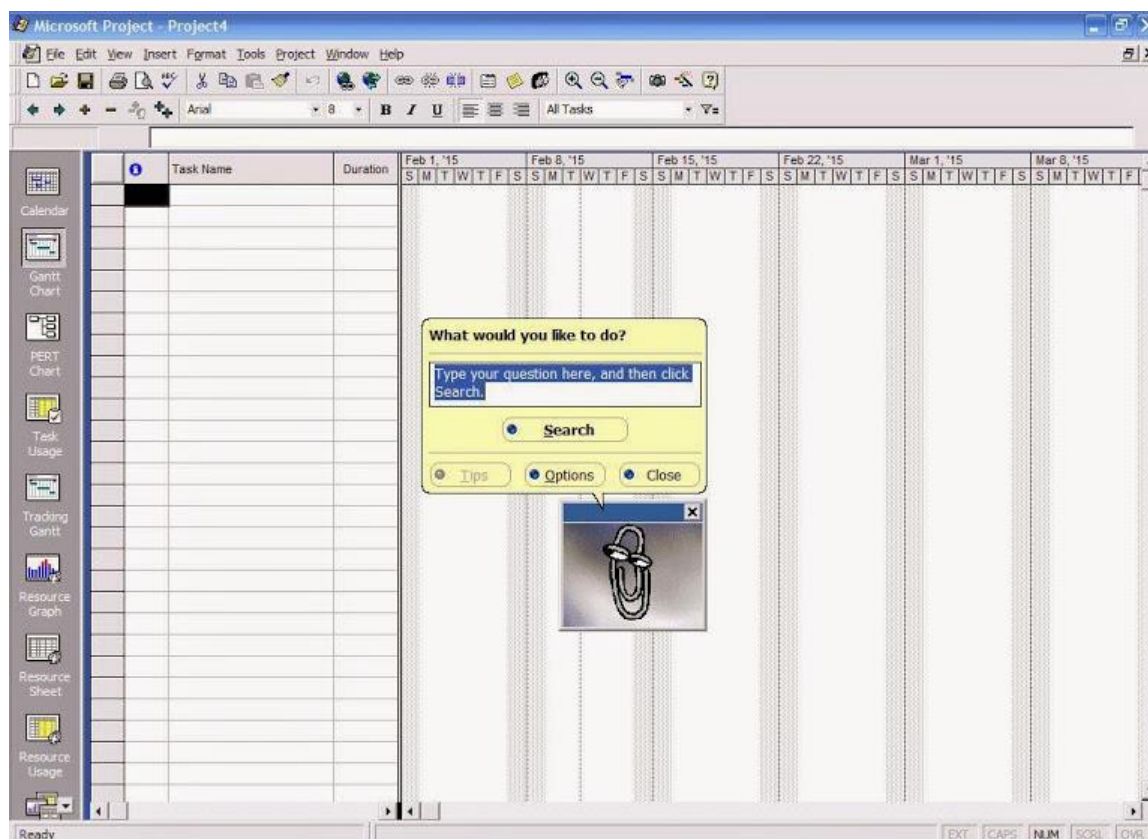 Microsoft Project - Project4
File Edit View Insert Format Tools Project Window Help
Arial 8 B I U All Tasks
Task Name Duration
Feb 1, '15 Feb 8, '15 Feb 15, '15 Feb 22, '15 Mar 1, '15 Mar 8, '15
S M T W T F S S M T W T F S S M T W T F S S M T W T F S S M T W T F S S M T W T F
Calendar
Gantt
Chart
PERT
Chart
Task
Usage
Tracking
Gantt
Resource
Graph
Resource
Sheet
Resource
Usage
What would you like to do?
Type your question here, and then click
Search.
Search
Tips Options Close
Ready
EXT CAPS NUM SCRL OVR